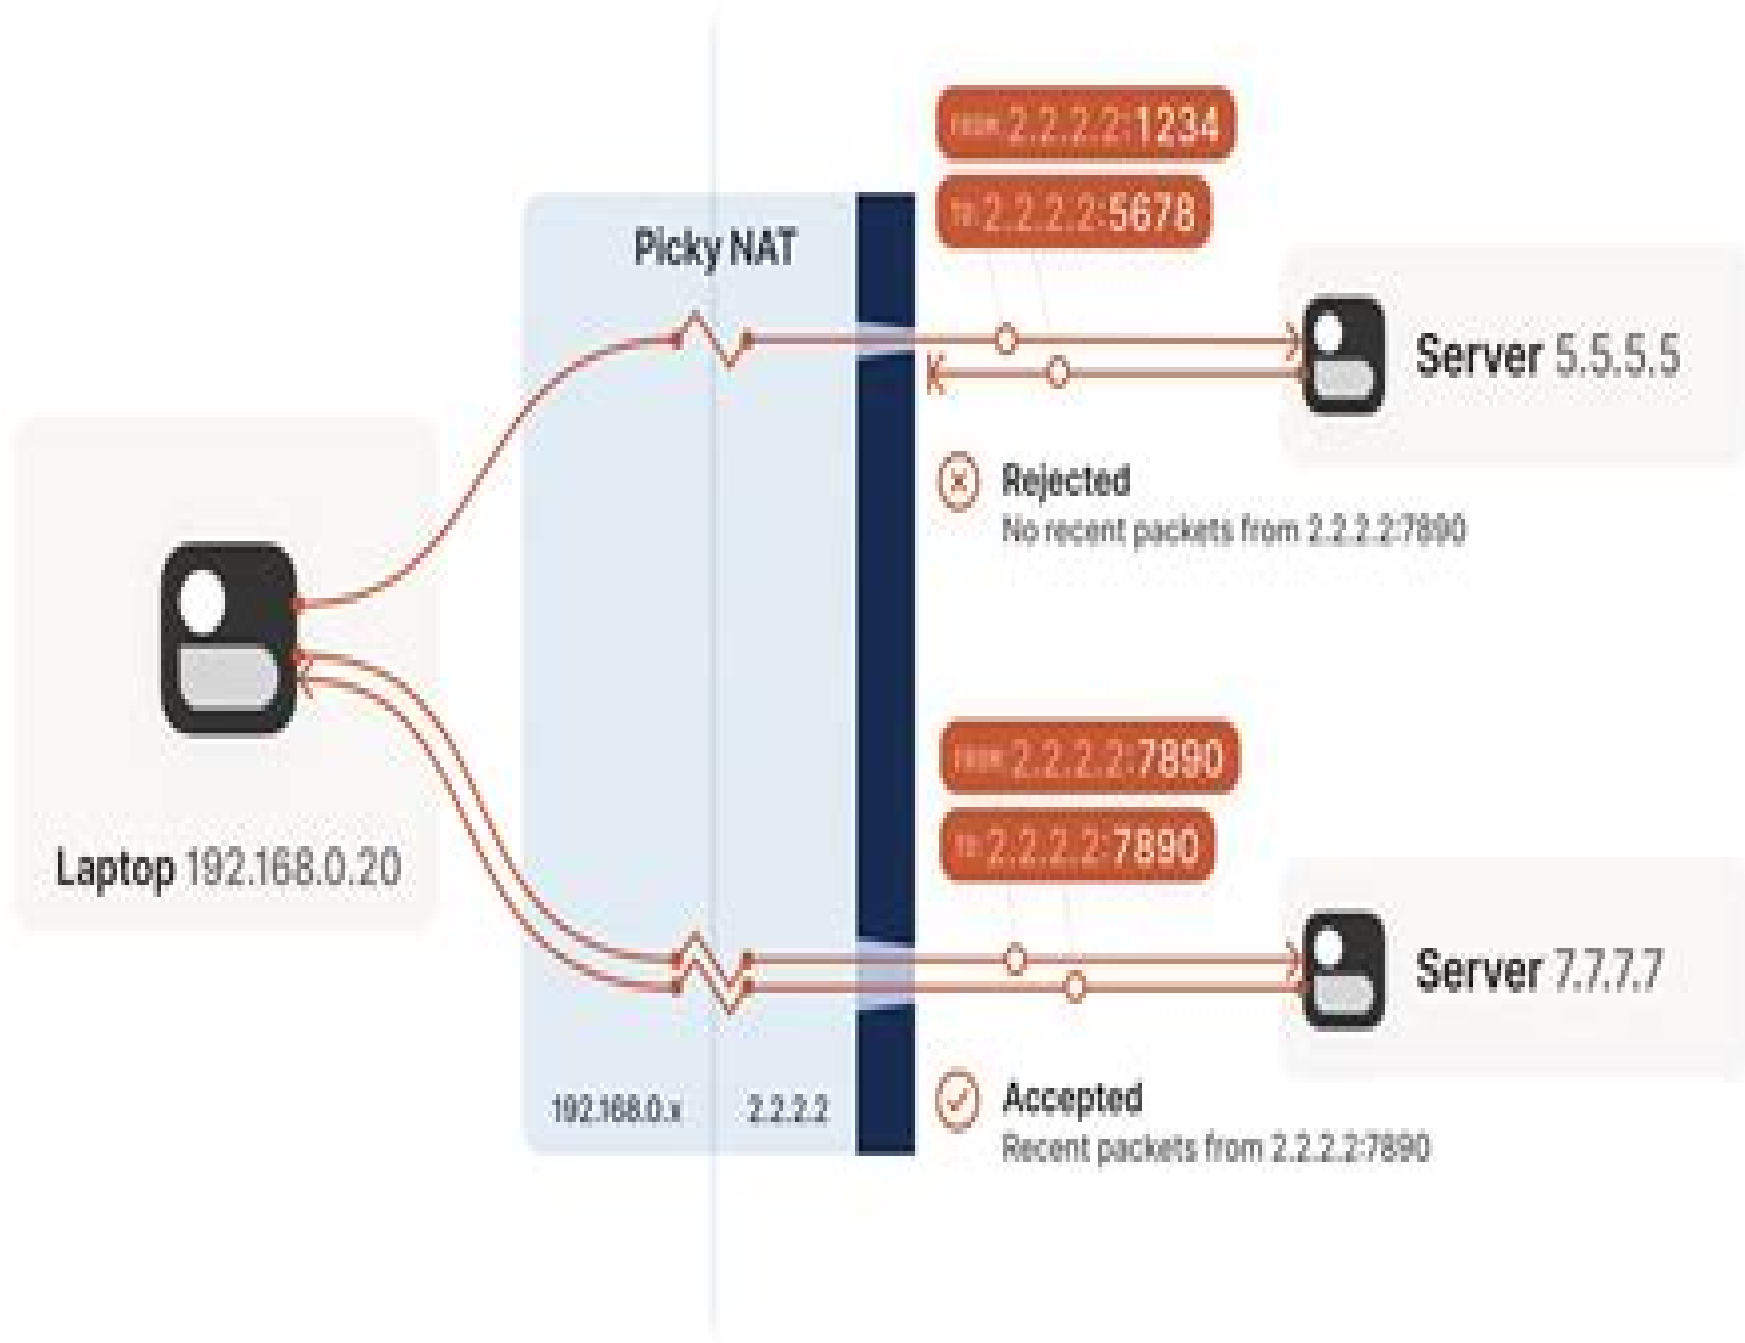 FROM 2.2.2.2:1234
TO 2.2.2.2:5678
Picky NAT
Server 5.5.5.5
Rejected
No recent packets from 2.2.2.2:7890
Laptop 192.168.0.20
FROM 2.2.2.2:7890
TO 2.2.2.2:7890
Server 7.7.7.7
192.168.0.x 2.2.2.2
Accepted
Recent packets from 2.2.2.2:7890